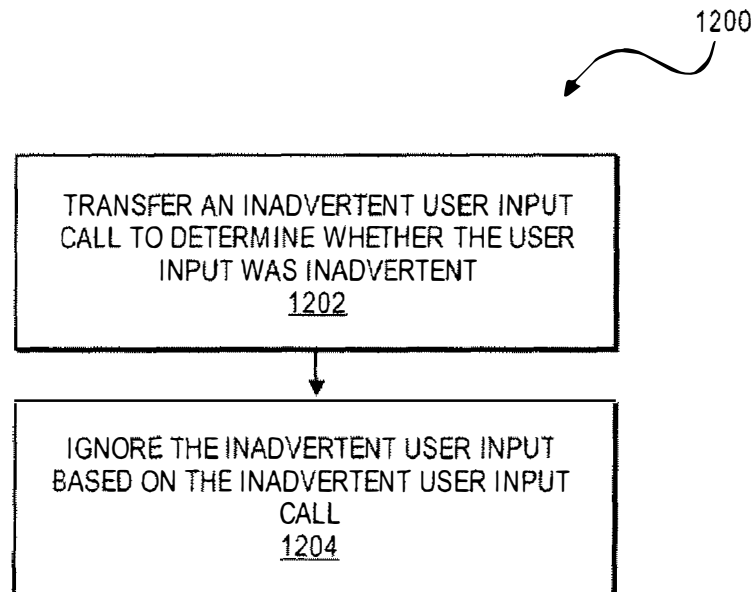 1200
TRANSFER AN INADVERTENT USER INPUT
CALL TO DETERMINE WHETHER THE USER
INPUT WAS INADVERTENT
1202
IGNORE THE INADVERTENT USER INPUT
BASED ON THE INADVERTENT USER INPUT
CALL
1204